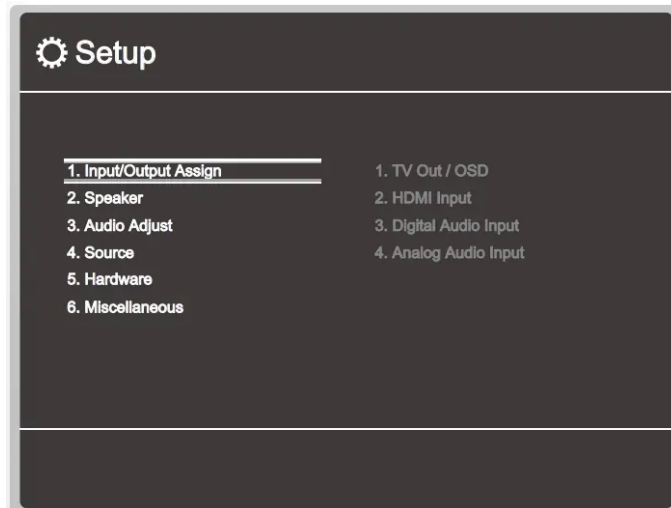 Setup
1. Input/Output Assign
2. Speaker
3. Audio Adjust
4. Source
5. Hardware
6. Miscellaneous
1. TV Out / OSD
2. HDMI Input
3. Digital Audio Input
4. Analog Audio Input